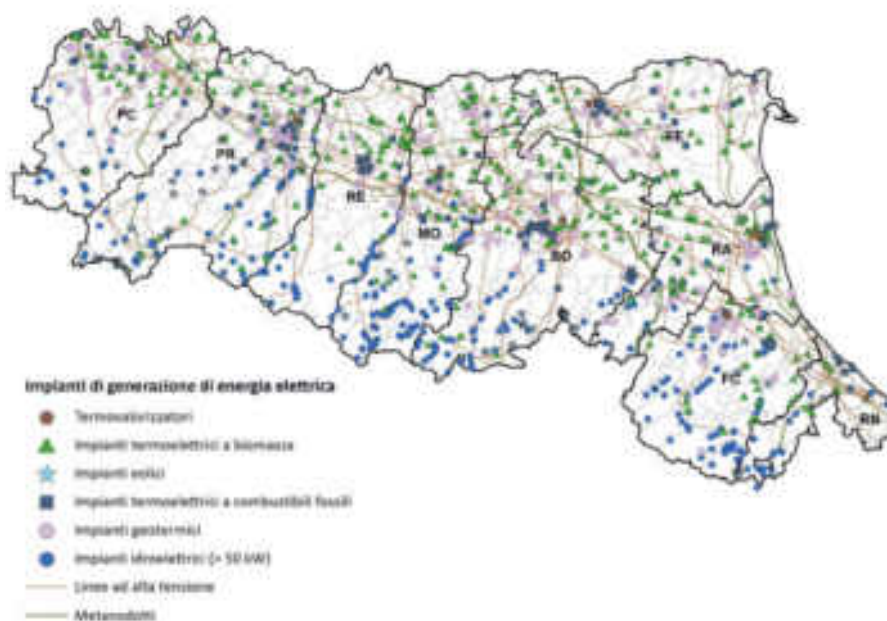 PC
PR
RE
MO
BO
FE
RA
FC
RN
Impianti di generazione di energia elettrica
Termovalorizzatori
Impianti termoelettrici a biomassa
Impianti eolici
Impianti termoelettrici a combustibili fossili
Impianti geotermici
Impianti idroelettrici (> 50 kW)
Linee ad alta tensione
Metanodotti